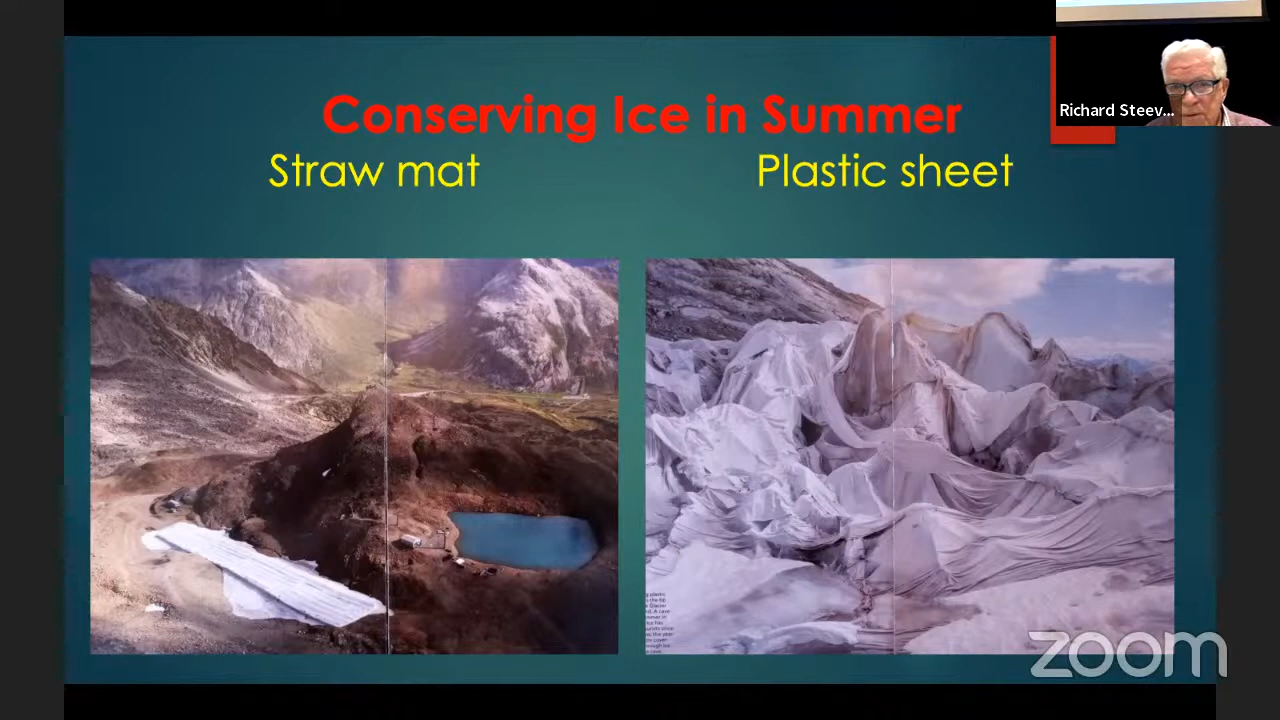 Conserving Ice in Summer
Straw mat
Plastic sheet
Richard Steev...
zoom